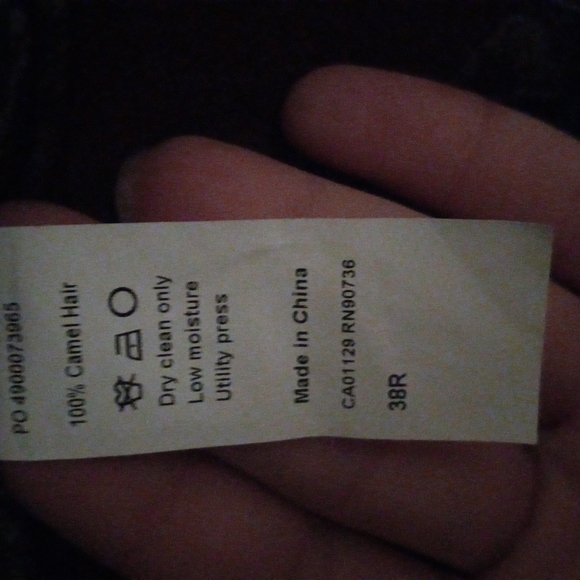 PO 4900073965
100% Camel Hair
Dry clean only
Low moisture
Utility press
Made in China
CA01129 RN90736
38R